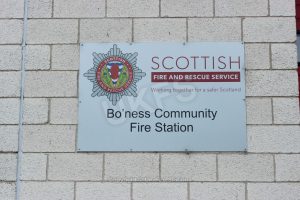 SCOTTISH
FIRE AND RESCUE SERVICE
Working together for a safer Scotland
Bo'ness Community
Fire Station